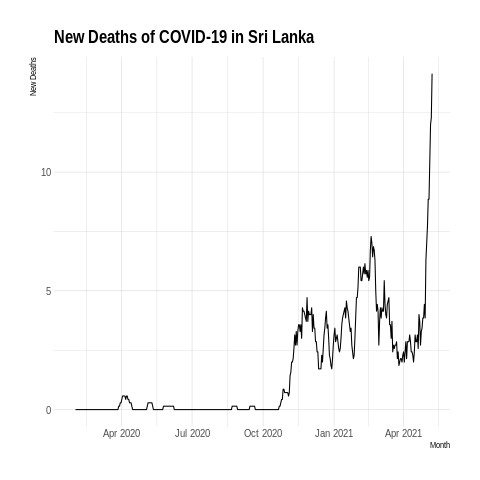 New Deaths of COVID-19 in Sri Lanka
New Deaths
10
5
0
Apr 2020 Jul 2020 Oct 2020 Jan 2021 Apr 2021
Month